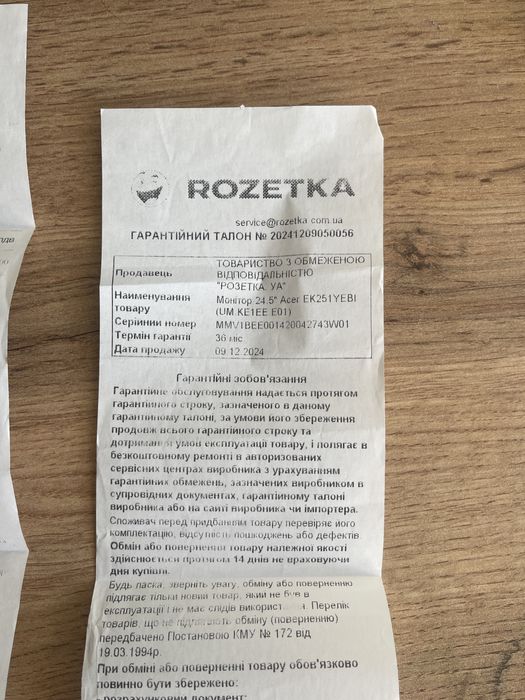 ROZETKA
service@rozetka.com.ua
ГАРАНТІЙНИЙ ТАЛОН № 20241209050056
Продавець ТОВАРИСТВО З ОБМЕЖЕНОЮ ВІДПОВІДАЛЬНІСТЮ "РОЗЕТКА. УА"
Наименування товару Монітор 24.5" Acer EK251YEBI (UM.KE1EE.E01)
Серійний номер MMV1BEE001420042743W01
Термін гарантії 36 міс
Дата продажу 09.12.2024
Гарантійні зобов'язання
Гарантійне обслуговування надається протягом
гарантійного строку, зазначеного в даному
гарантійному талоні, за умови його збереження
продовж всього гарантійного строку та
дотримання умов експлуатації товару, і полягає в
безкоштовному ремонті в авторизованих
сервісних центрах виробника з урахуванням
гарантійних обмежень, зазначених виробником в
супровідних документах, гарантійному талоні
виробника або на сайті виробника чи імпортера.
Споживач перед придбанням товару перевіряє його
комплектацію, відсутність пошкоджень або дефектів.
Обмін або повернення товару належної якості
здійснюється протягом 14 днів не враховуючи
дня купівлі.
Будь ласка, зверніть увагу, обміну або поверненню
підлягає тільки новий товар, який не був в
експлуатації і не має слідів використання. Перелік
товарів, що не підлягають обміну (поверненню)
передбачено Постановою КМУ № 172 від
19.03.1994р.
При обміні або поверненні товару обов'язково
повинно бути збережено:
- розрахунковий документ;